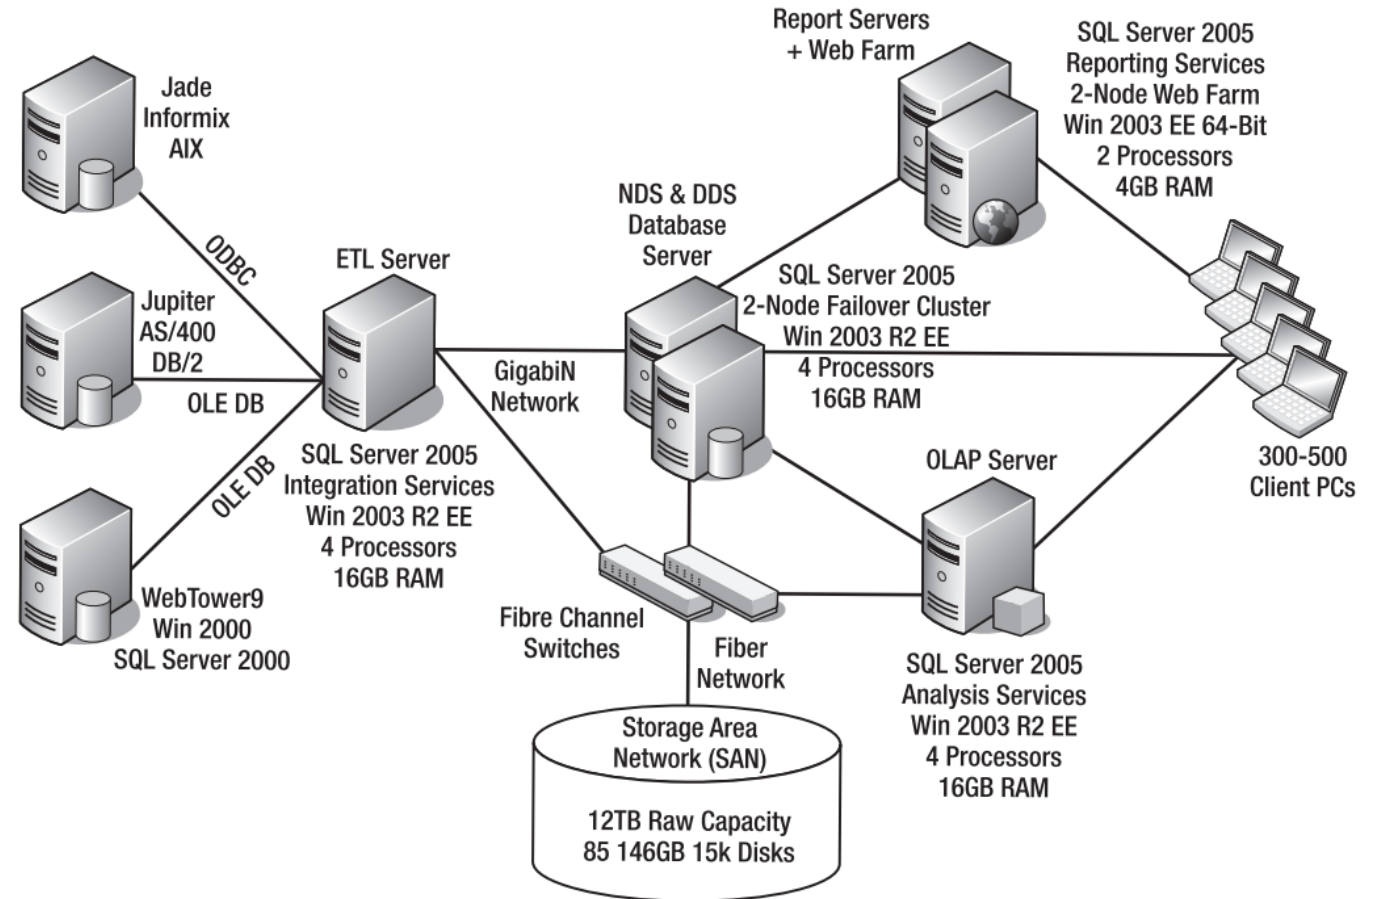 Report Servers
+ Web Farm
SQL Server 2005
Reporting Services
2-Node Web Farm
Win 2003 EE 64-Bit
2 Processors
4GB RAM
Jade
Informix
AIX
ODBC
NDS & DDS
Database
Server
ETL Server
SQL Server 2005
2-Node Failover Cluster
Win 2003 R2 EE
4 Processors
16GB RAM
Jupiter
AS/400
DB/2
OLE DB
GigabiN
Network
OLE DB
SQL Server 2005
Integration Services
Win 2003 R2 EE
4 Processors
16GB RAM
OLAP Server
300-500
Client PCs
WebTower9
Win 2000
SQL Server 2000
Fibre Channel
Switches
Fiber
Network
SQL Server 2005
Analysis Services
Win 2003 R2 EE
4 Processors
16GB RAM
Storage Area
Network (SAN)
12TB Raw Capacity
85 146GB 15k Disks